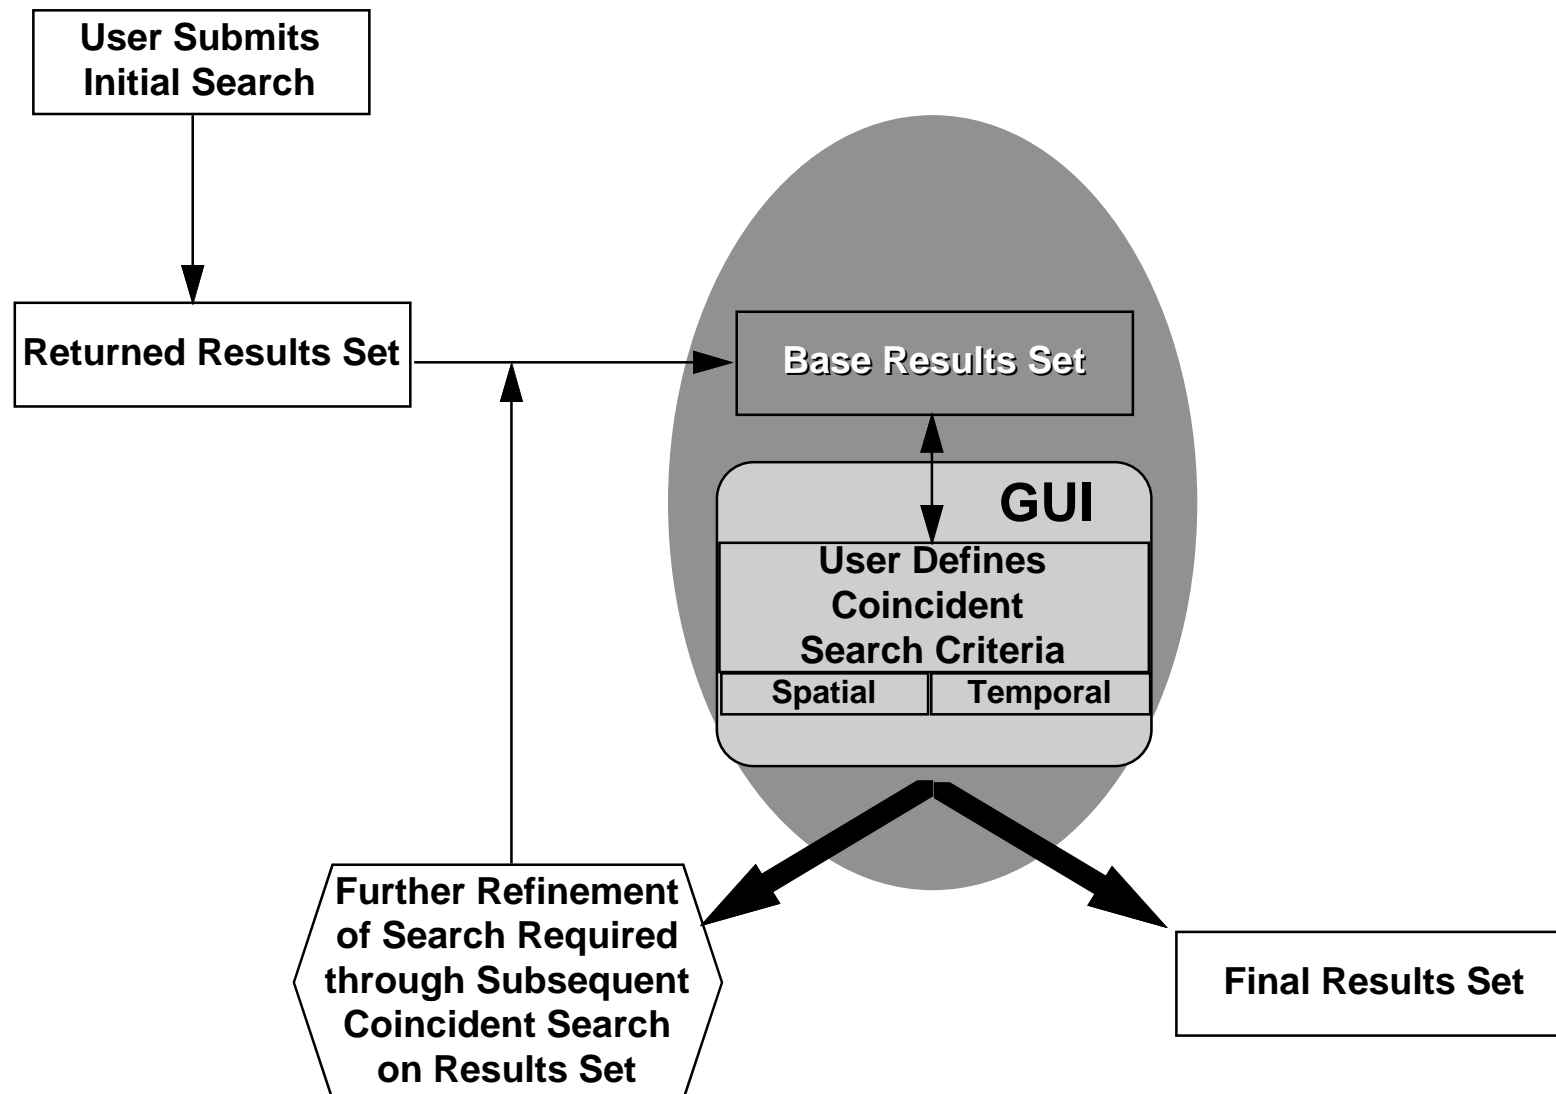 User Submits
Initial Search
Returned Results Set
Base Results Set
GUI
User Defines
Coincident
Search Criteria
Spatial
Temporal
Further Refinement
of Search Required
through Subsequent
Coincident Search
on Results Set
Final Results Set